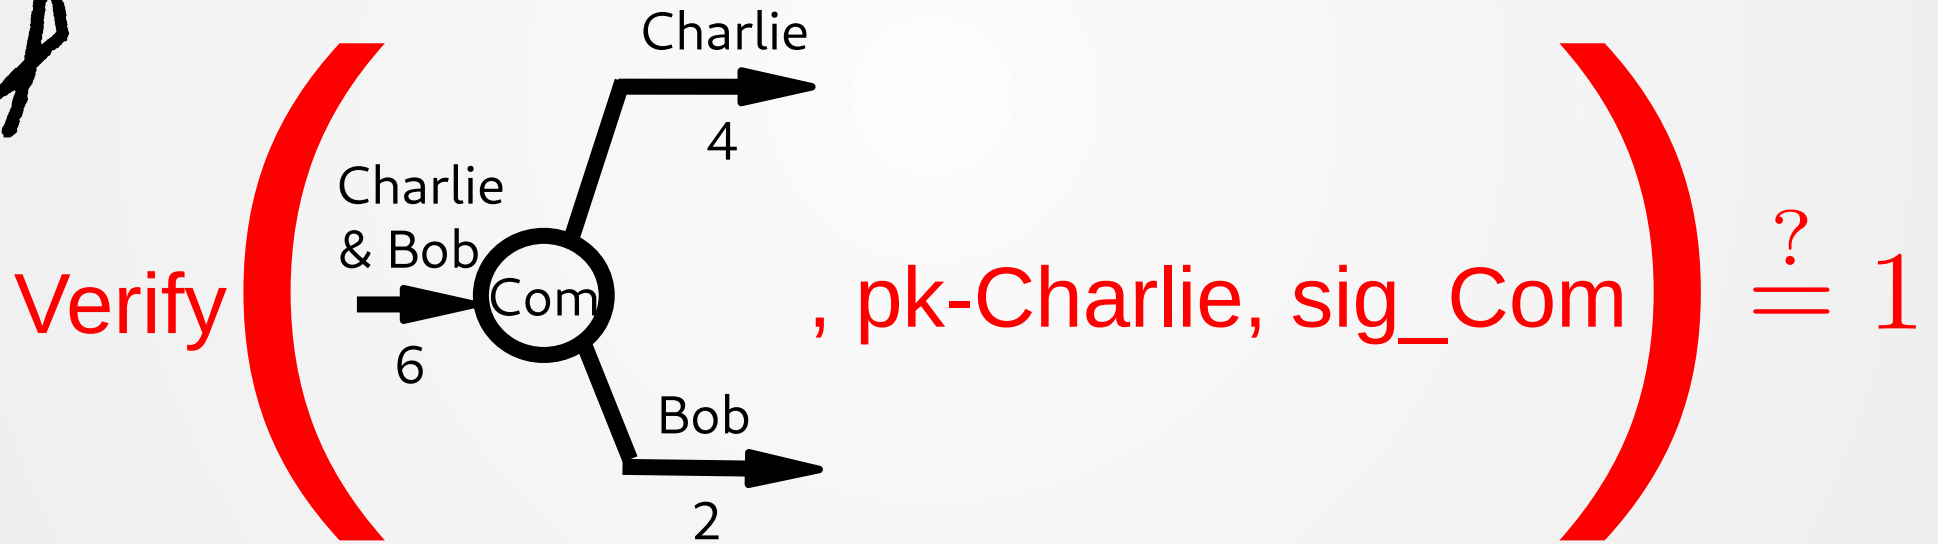 Charlie
4
Charlie
& Bob
Com
6
Bob
2
Verify( , pk-Charlie, sig_Com) ?= 1